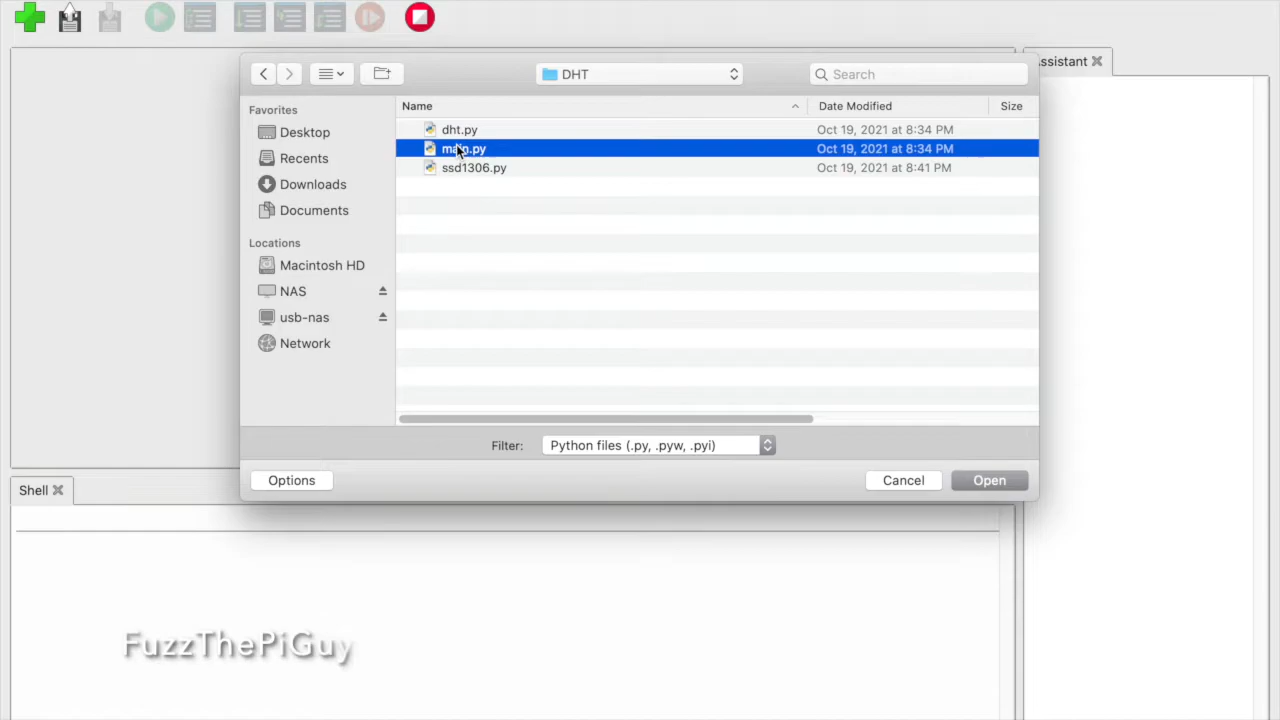 DHT
Search
ssistant
Favorites
Desktop
Recents
Downloads
Documents
Locations
Macintosh HD
NAS
usb-nas
Network
Name Date Modified Size
dht.py Oct 19, 2021 at 8:34 PM
main.py Oct 19, 2021 at 8:34 PM
ssd1306.py Oct 19, 2021 at 8:41 PM
Filter: Python files (.py, .pyw, .pyi)
Options Cancel Open
Shell
FuzzThePiGuy